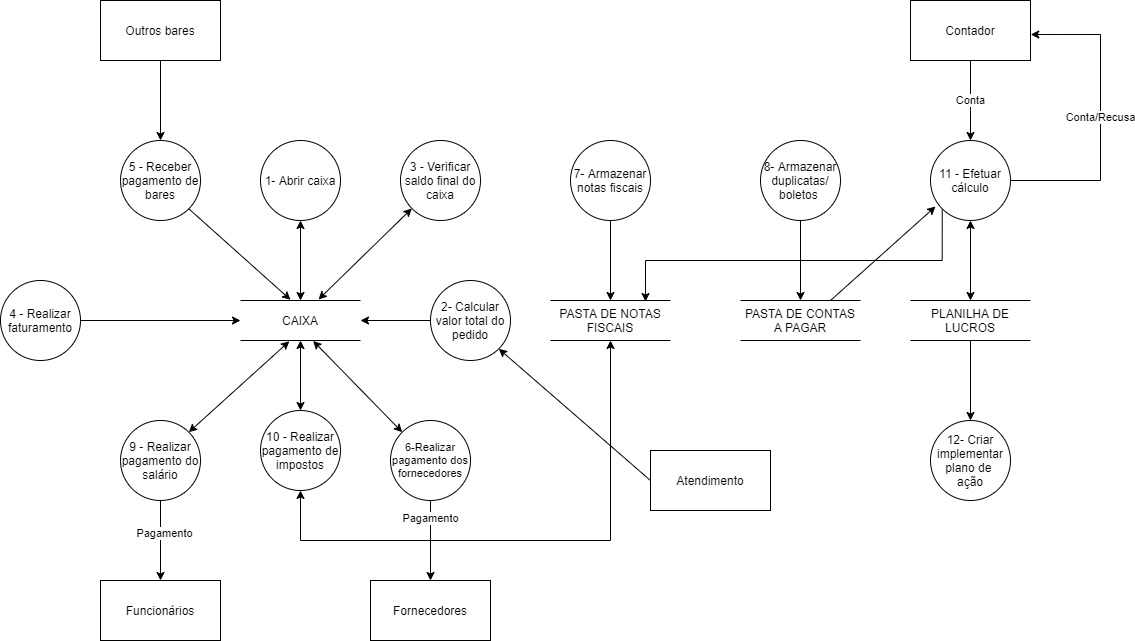 Outros bares
Contador
Conta
Conta/Recusa
5 - Receber
pagamento de
bares
1- Abrir caixa
3 - Verificar
saldo final do
caixa
7- Armazenar
notas fiscais
8- Armazenar
duplicatas/
boletos
11 - Efetuar
cálculo
4 - Realizar
faturamento
CAIXA
2- Calcular
valor total do
pedido
PASTA DE NOTAS
FISCAIS
PASTA DE CONTAS
A PAGAR
PLANILHA DE
LUCROS
9 - Realizar
pagamento do
salário
10 - Realizar
pagamento de
impostos
6-Realizar
pagamento dos
fornecedores
Atendimento
12- Criar
implementar
plano de
ação
Pagamento
Pagamento
Funcionários
Fornecedores